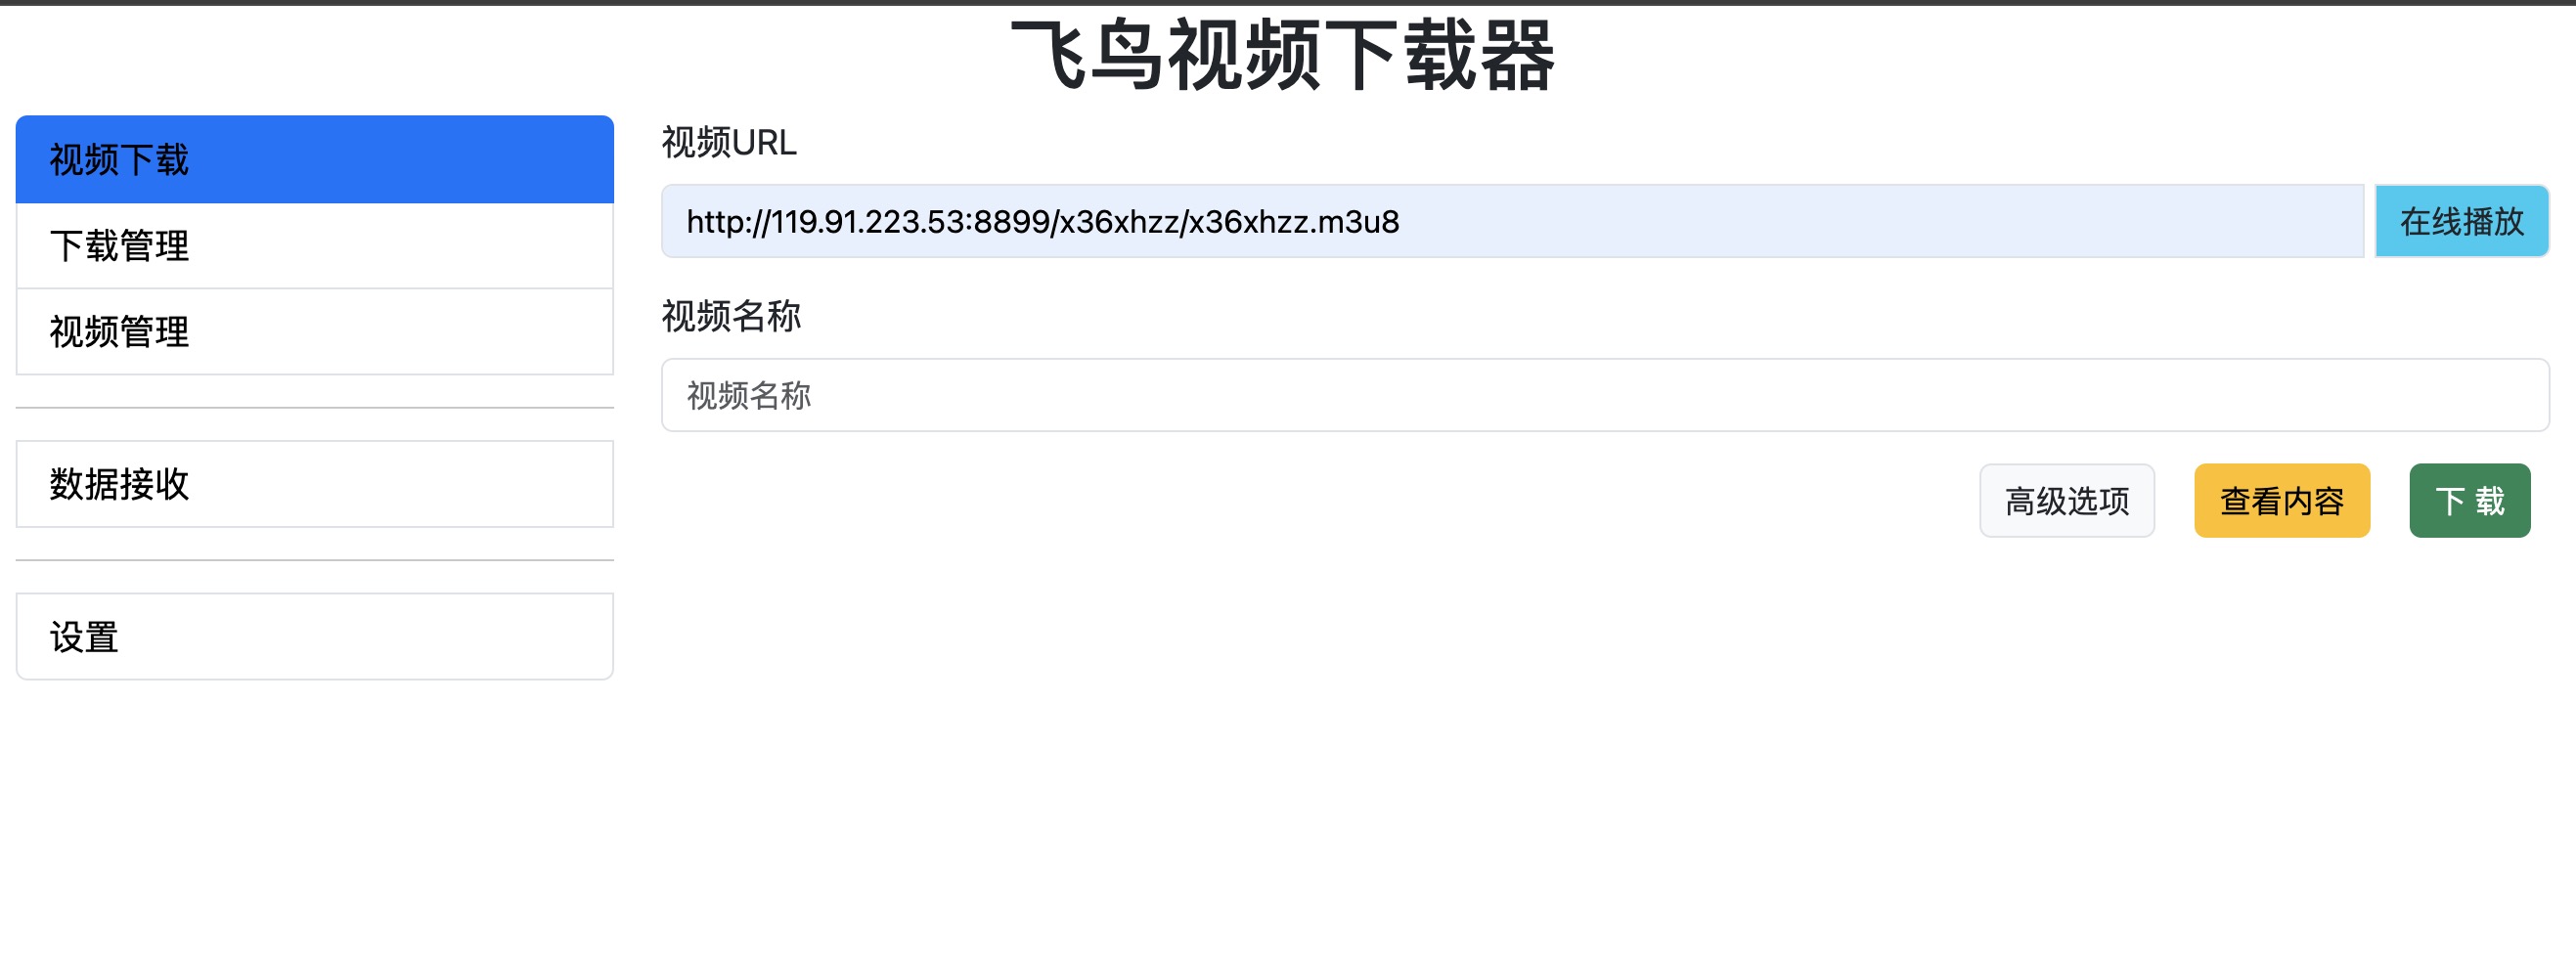 飞鸟视频下载器
视频下载
下载管理
视频管理
数据接收
设置
视频URL
http://119.91.223.53:8899/x36xhzz/x36xhzz.m3u8
在线播放
视频名称
视频名称
高级选项
查看内容
下 载